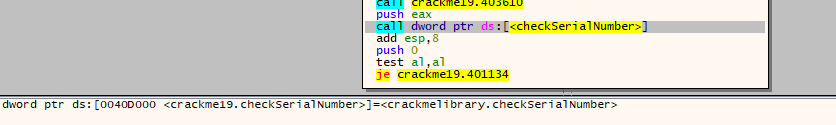 call crackme19.403610
push eax
call dword ptr ds:[<checkSerialNumber>]
add esp,8
push 0
test al,al
je crackme19.401134
dword ptr ds:[0040D000 <crackme19.checkSerialNumber>]=<crackmelibrary.checkSerialNumber>